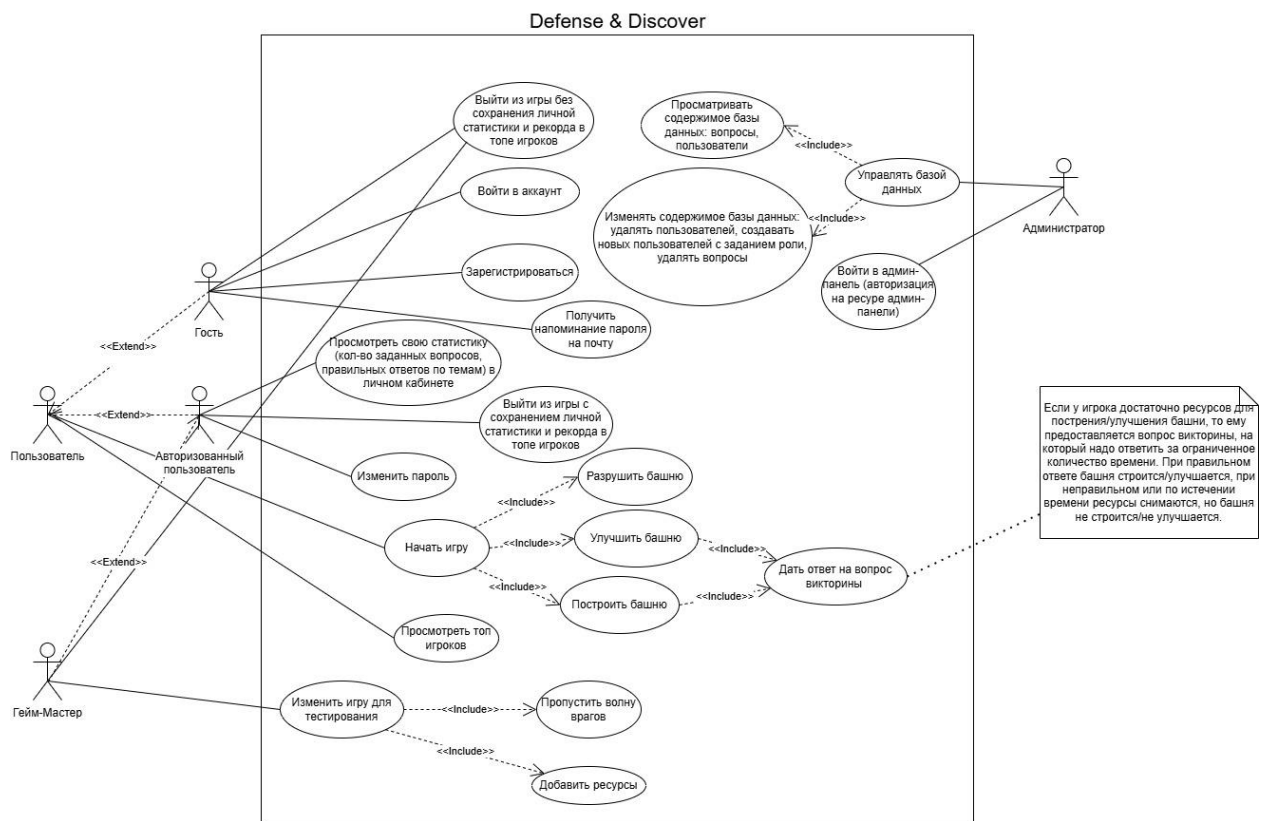 Defense & Discover
Выйти из игры без
сохранения личной
статистики и рекорда в
топе игроков
Просматривать
содержимое базы
данных: вопросы,
пользователи
<<Include>>
Управлять базой
данных
Войти в аккаунт
Изменять содержимое базы данных:
удалять пользователей, создавать
новых пользователей с заданием роли,
удалять вопросы
<<Include>>
Администратор
Зарегистрироваться
Войти в админ-
панель (авторизация
на ресуре админ-
панели)
Гость
Получить
напоминание пароля
на почту
<<Extend>>
Просмотреть свою статистику
(кол-во заданных вопросов,
правильных ответов по темам) в
личном кабинете
<<Extend>>
Пользователь
Авторизованный
пользователь
Выйти из игры с
сохранением личной
статистики и рекорда в
топе игроков
Если у игрока достаточно ресурсов для
пострения/улучшения башни, то ему
предоставляется вопрос викторины, на
который надо ответить за ограниченное
количество времени. При правильном
ответе башня строится/улучшается, при
неправильном или по истечении
времени ресурсы снимаются, но башня
не строится/не улучшается.
Изменить пароль
Разрушить башню
<<Include>>
Начать игру
<<Include>>
Улучшить башню
<<Include>>
Дать ответ на вопрос
викторины
<<Extend>>
<<Include>>
Построить башню
<<Include>>
Просмотреть топ
игроков
Гейм-Мастер
Изменить игру для
тестирования
<<Include>>
Пропустить волну
врагов
<<Include>>
Добавить ресурсы